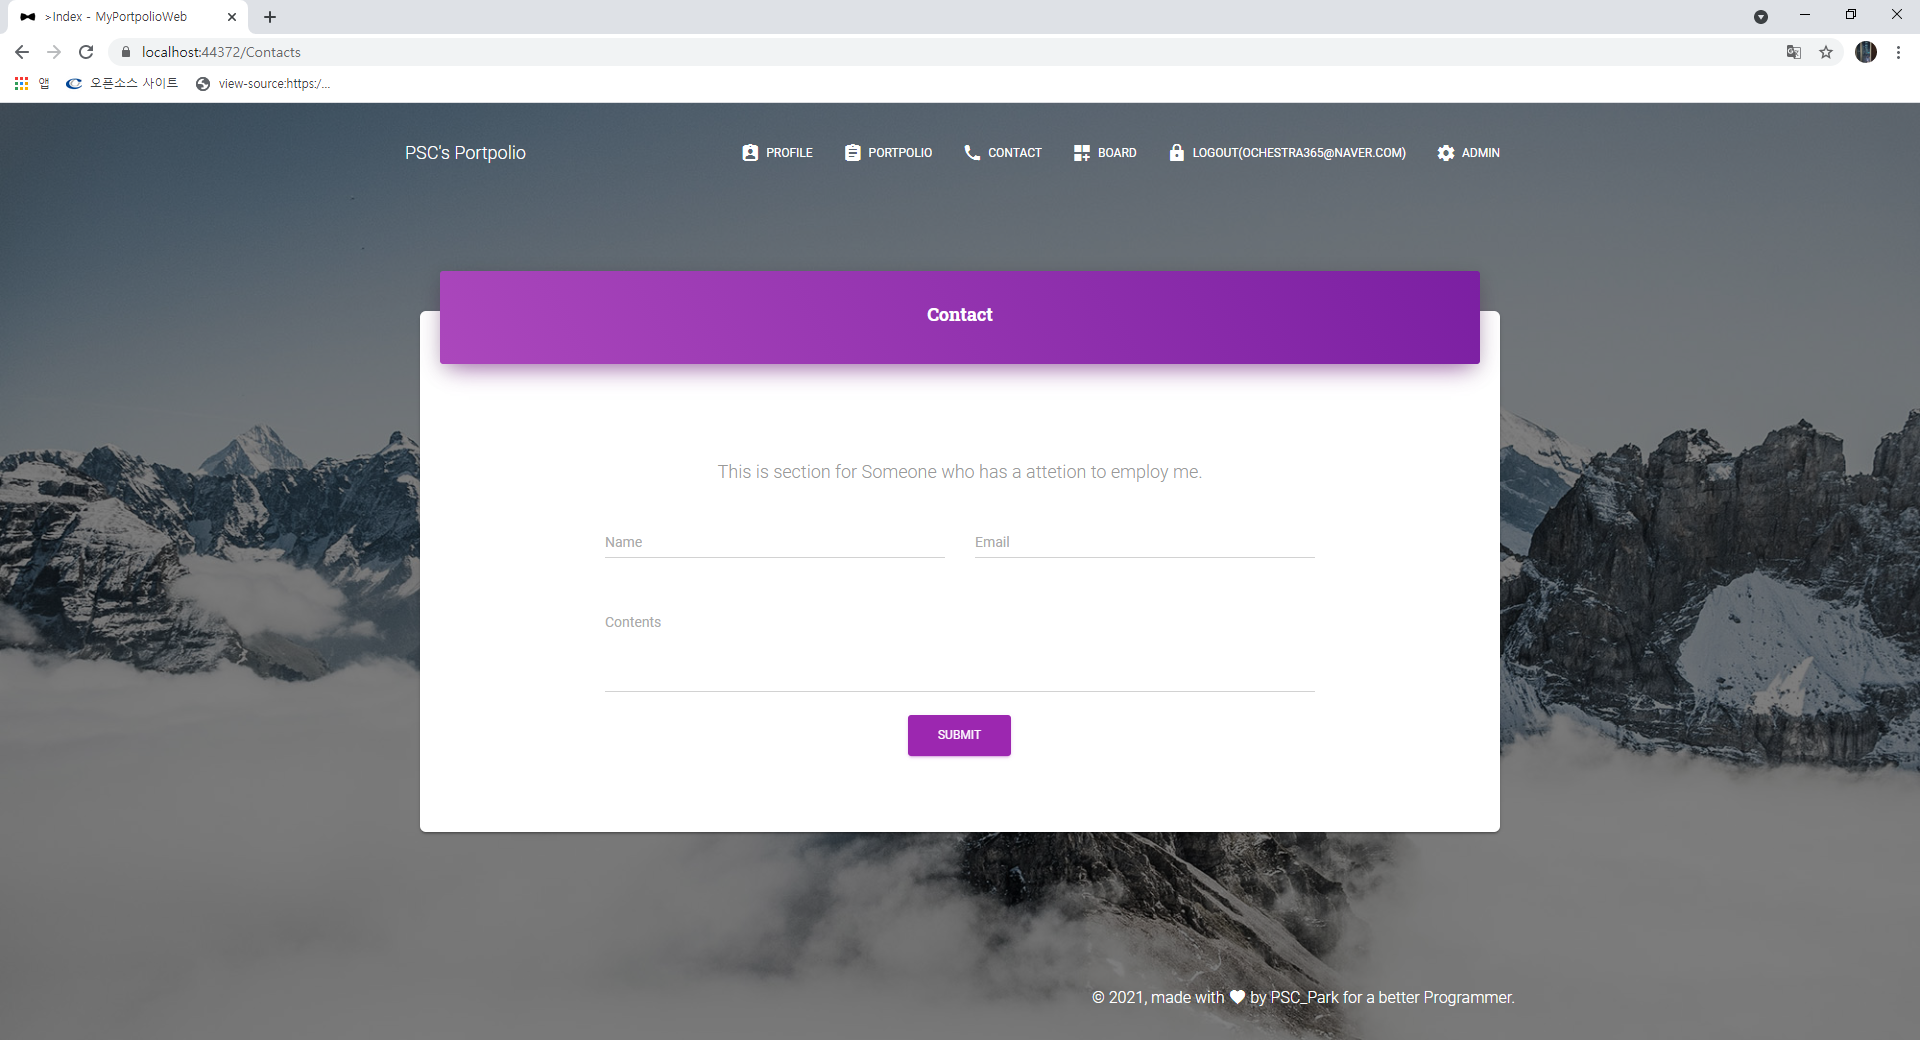 >Index - MyPortpolioWeb
localhost:44372/Contacts
앱 오픈소스 사이트 view-source:https:/...
PSC's Portpolio PROFILE PORTPOLIO CONTACT BOARD LOGOUT(OCHESTRA365@NAVER.COM) ADMIN
Contact
This is section for Someone who has a attetion to employ me.
Name Email
Contents
SUBMIT
© 2021, made with by PSC_Park for a better Programmer.